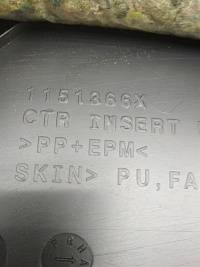 1151366X
CTR INSERT
>PP+EPM<
SKIN> PU, FA